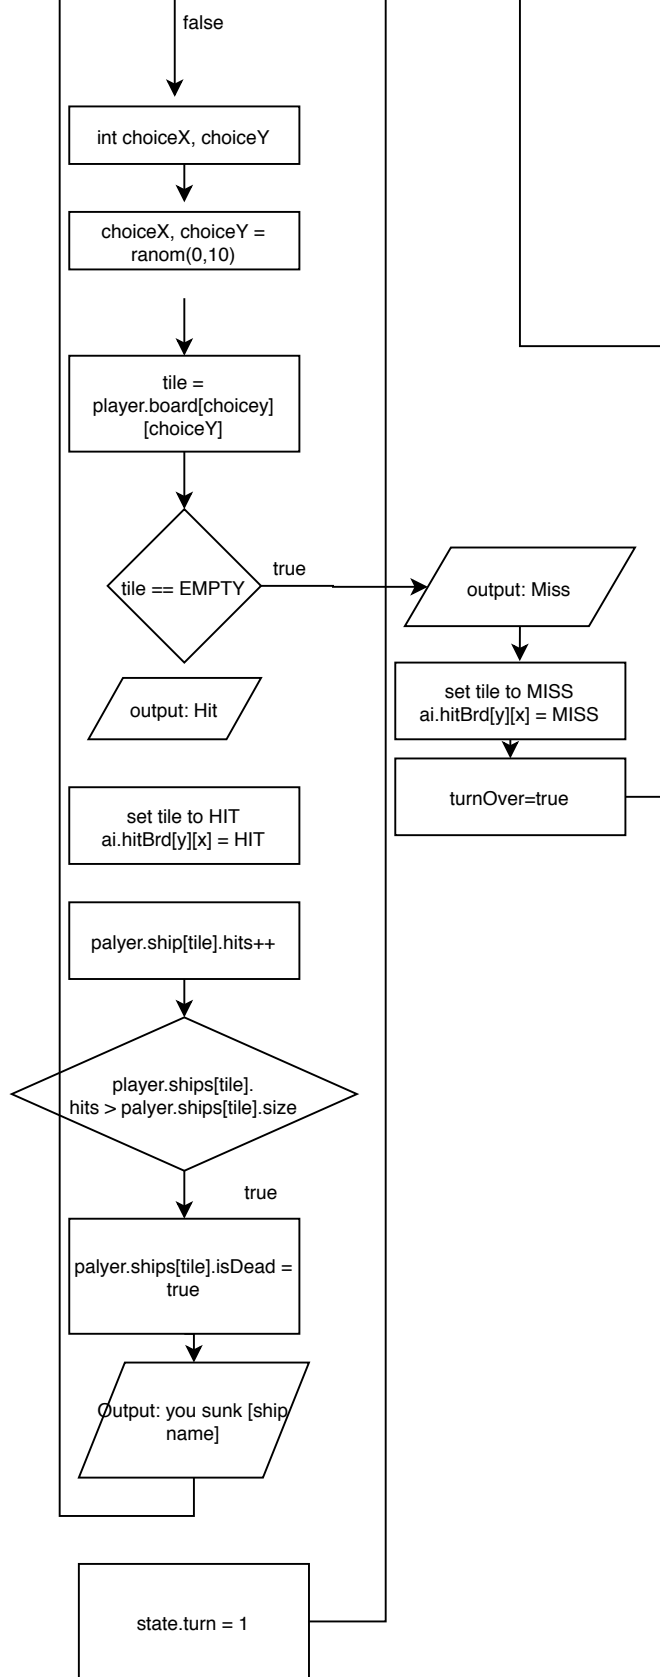 false
int choiceX, choiceY
choiceX, choiceY =
ranom(0,10)
tile =
player.board[choicey]
[choiceY]
tile == EMPTY
true
output: Miss
output: Hit
set tile to MISS
ai.hitBrd[y][x] = MISS
turnOver=true
set tile to HIT
ai.hitBrd[y][x] = HIT
palyer.ship[tile].hits++
player.ships[tile].
hits > palyer.ships[tile].size
true
palyer.ships[tile].isDead =
true
Output: you sunk [ship
name]
state.turn = 1